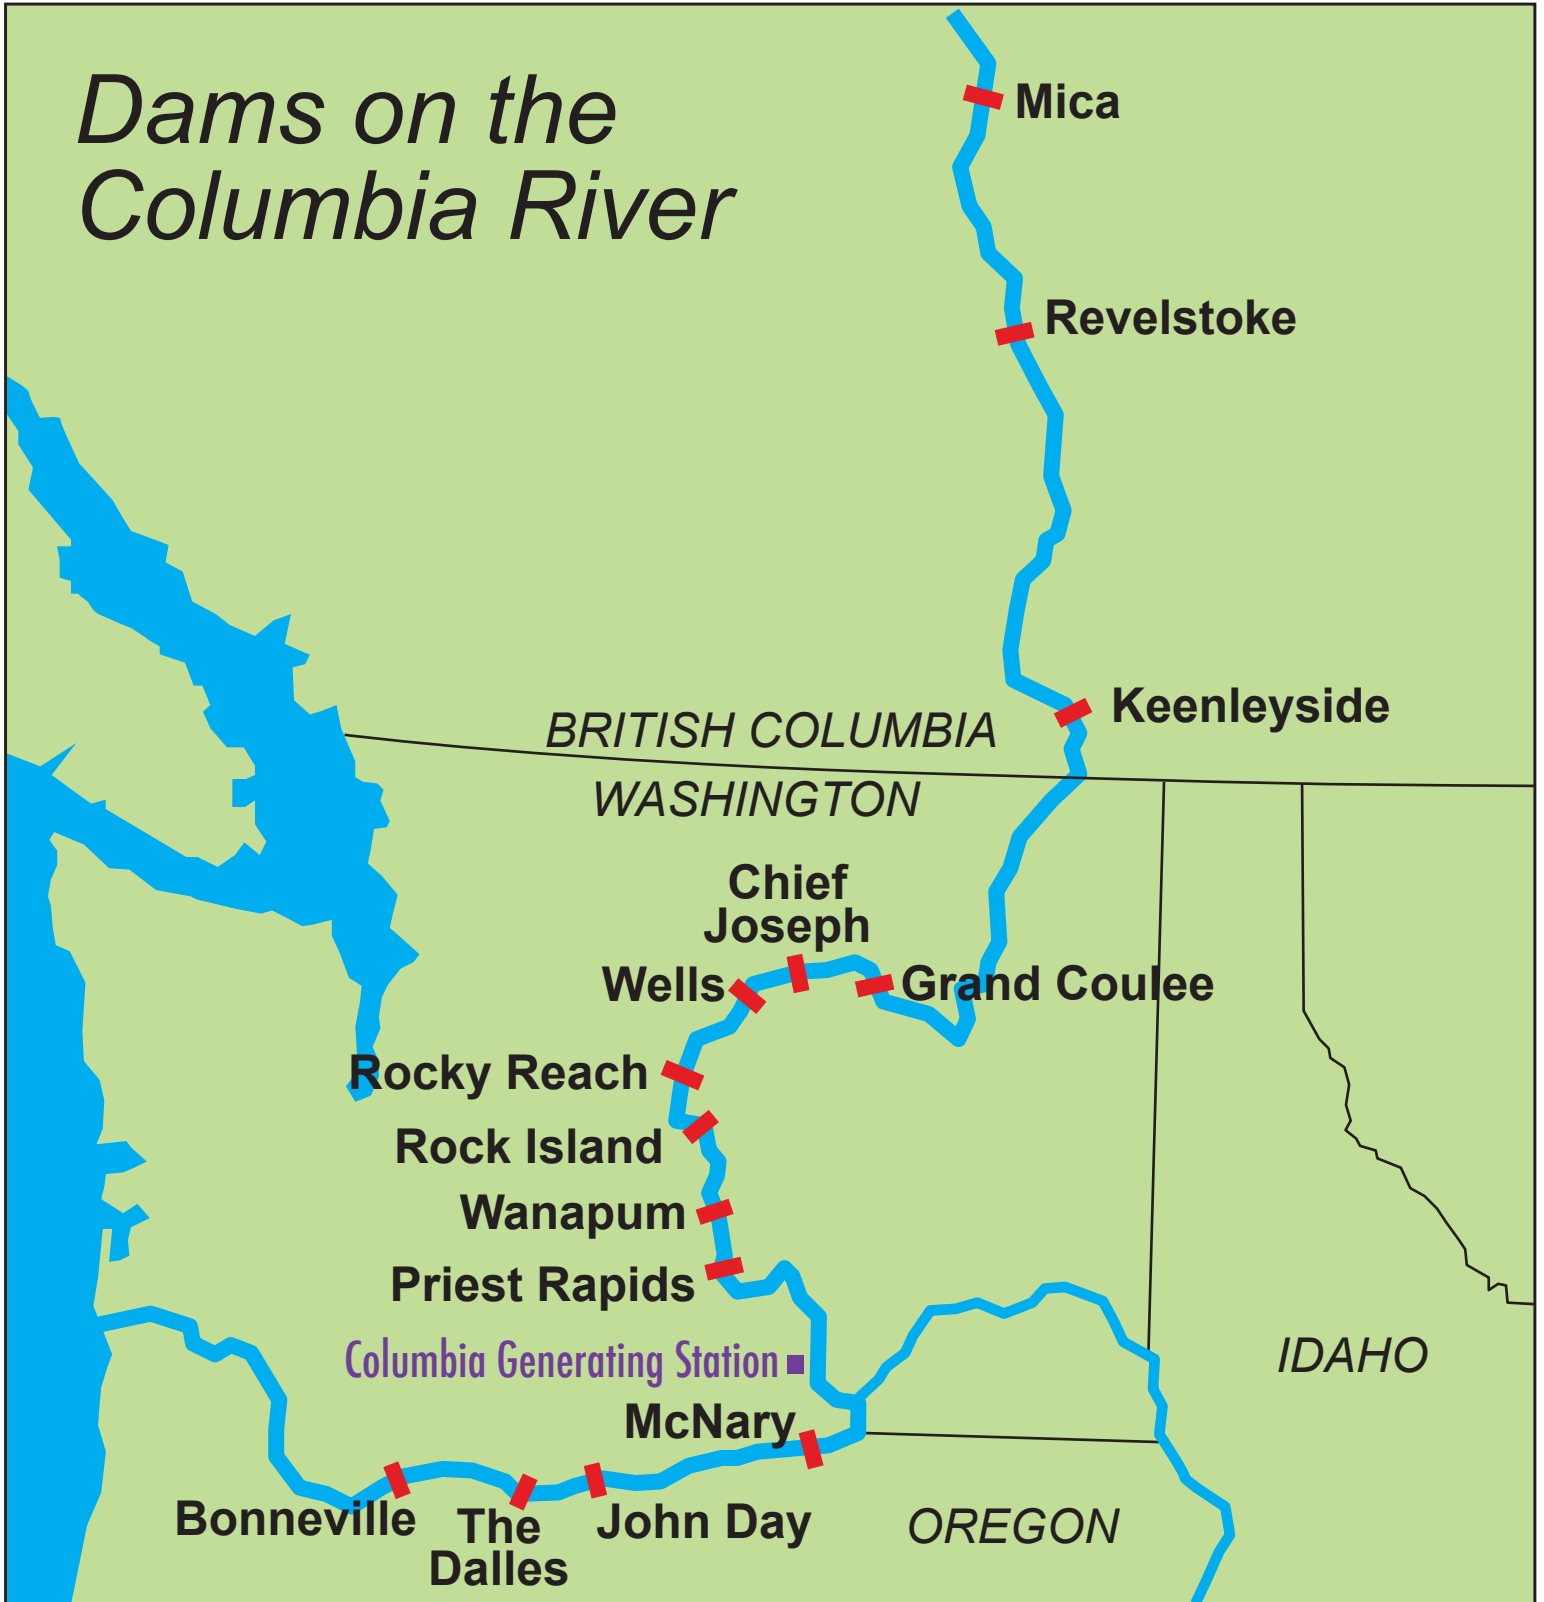 Dams on the
Columbia River
Mica
Revelstoke
Keenleyside
BRITISH COLUMBIA
WASHINGTON
Chief
Joseph
Wells
Grand Coulee
Rocky Reach
Rock Island
Wanapum
Priest Rapids
Columbia Generating Station
IDAHO
McNary
Bonneville
The
Dalles
John Day
OREGON